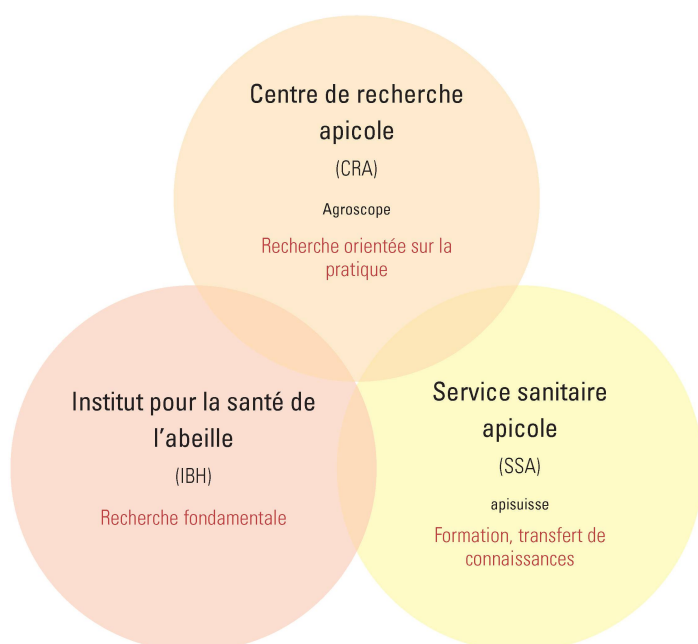 Centre de recherche
apicole
(CRA)
Agroscope
Recherche orientée sur la
pratique
Institut pour la santé de
l'abeille
(IBH)
Recherche fondamentale
Service sanitaire
apicole
(SSA)
apisuisse
Formation, transfert de
connaissances